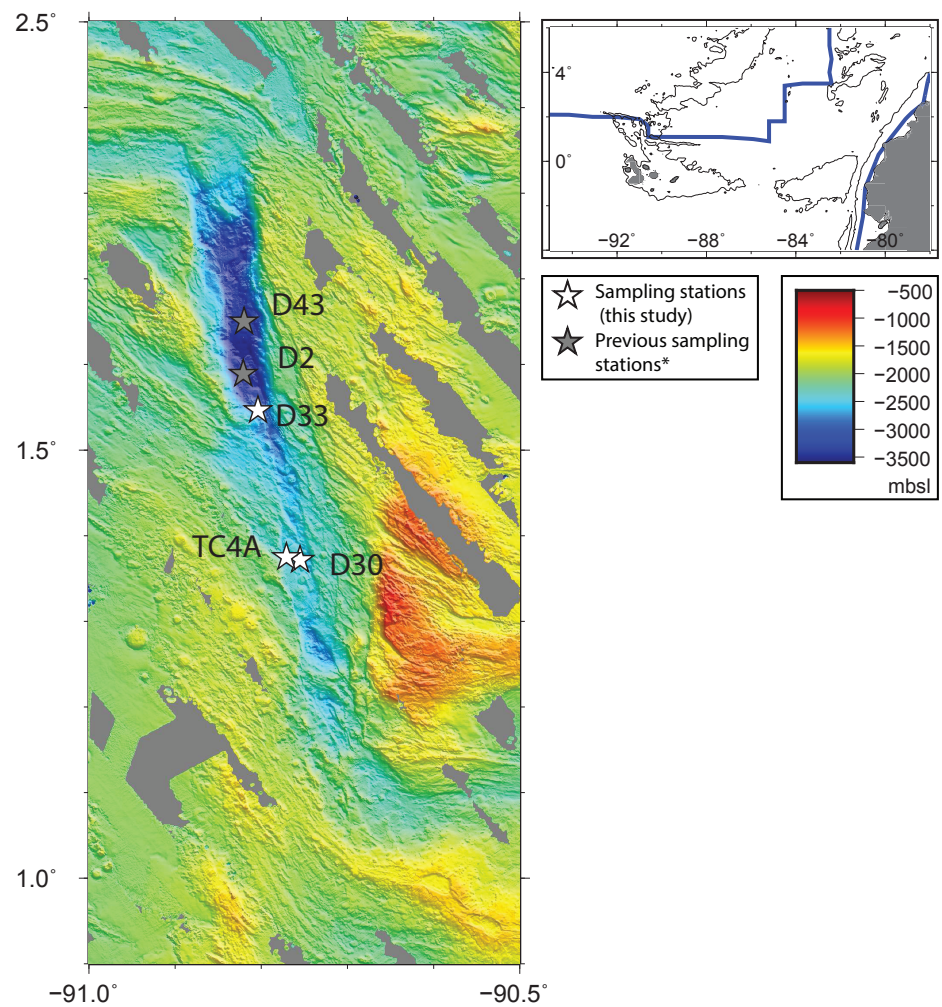 2.5°
1.5°
1.0°
−91.0°
−90.5°
D43
D2
D33
TC4A
D30
4°
0°
−92°
−88°
−84°
−80°
Sampling stations
(this study)
Previous sampling
stations*
−500
−1000
−1500
−2000
−2500
−3000
−3500
mbsl